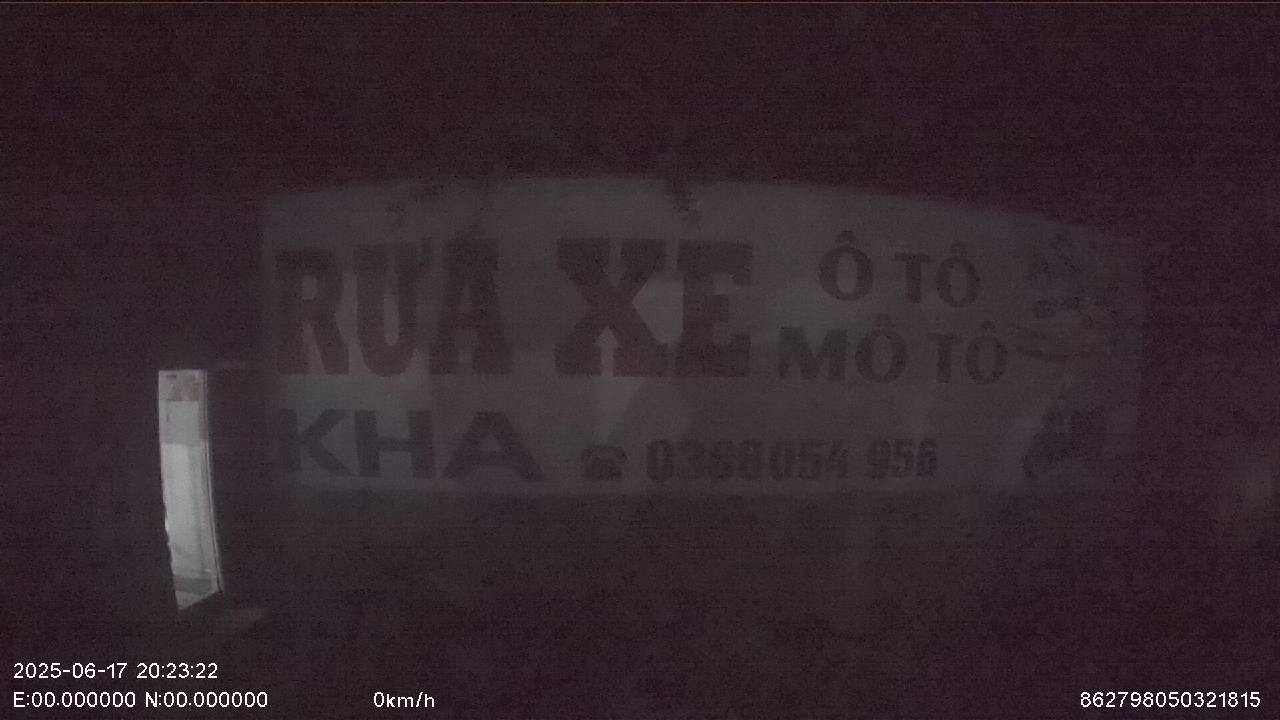 RỬA XE
Ô TÔ
MÔ TÔ
KHA
☎ 0368054 956
2025-06-17 20:23:22
E:00.000000 N:00.000000
0km/h
862798050321815